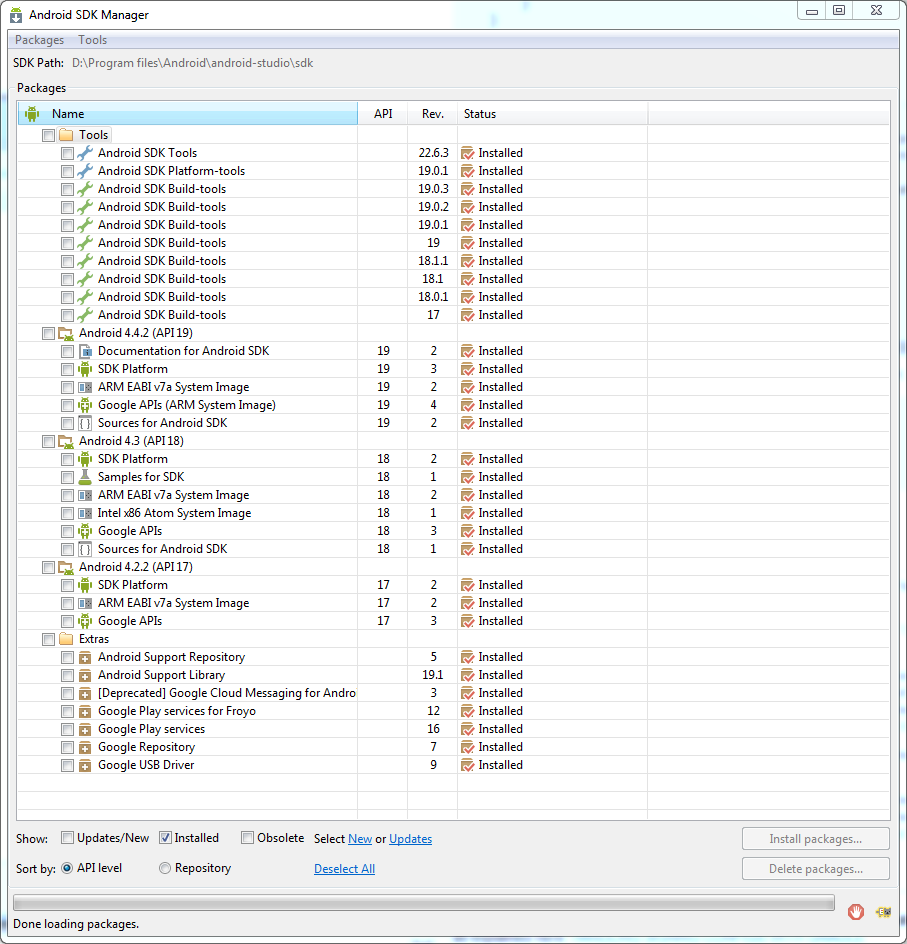 Android SDK Manager
Packages Tools
SDK Path: D:\Program files\Android\android-studio\sdk
Packages
Name API Rev. Status
Tools
Android SDK Tools 22.6.3 Installed
Android SDK Platform-tools 19.0.1 Installed
Android SDK Build-tools 19.0.3 Installed
Android SDK Build-tools 19.0.2 Installed
Android SDK Build-tools 19.0.1 Installed
Android SDK Build-tools 19 Installed
Android SDK Build-tools 18.1.1 Installed
Android SDK Build-tools 18.1 Installed
Android SDK Build-tools 18.0.1 Installed
Android SDK Build-tools 17 Installed
Android 4.4.2 (API 19)
Documentation for Android SDK 19 2 Installed
SDK Platform 19 3 Installed
ARM EABI v7a System Image 19 2 Installed
Google APIs (ARM System Image) 19 4 Installed
Sources for Android SDK 19 2 Installed
Android 4.3 (API 18)
SDK Platform 18 2 Installed
Samples for SDK 18 1 Installed
ARM EABI v7a System Image 18 2 Installed
Intel x86 Atom System Image 18 1 Installed
Google APIs 18 3 Installed
Sources for Android SDK 18 1 Installed
Android 4.2.2 (API 17)
SDK Platform 17 2 Installed
ARM EABI v7a System Image 17 2 Installed
Google APIs 17 3 Installed
Extras
Android Support Repository 5 Installed
Android Support Library 19.1 Installed
[Deprecated] Google Cloud Messaging for Andro 3 Installed
Google Play services for Froyo 12 Installed
Google Play services 16 Installed
Google Repository 7 Installed
Google USB Driver 9 Installed
Show: Updates/New Installed Obsolete Select New or Updates Install packages...
Sort by: API level Repository Deselect All Delete packages...
Done loading packages.